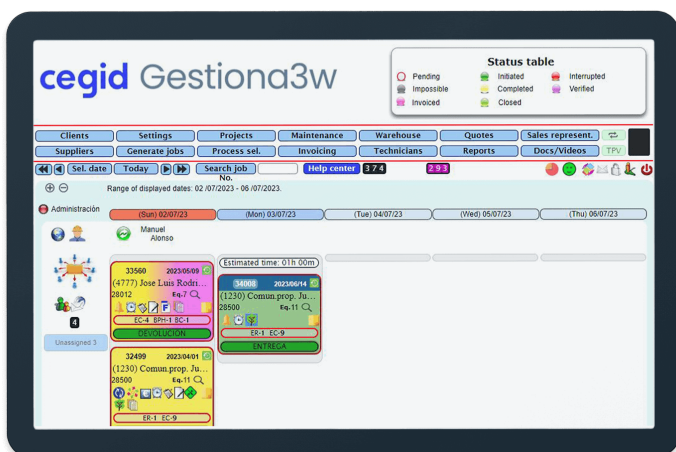 cegid Gestiona3w
Status table
Pending Initiated Interrupted
Impossible Completed Verified
Invoiced Closed
Clients Settings Projects Maintenance Warehouse Quotes Sales represent.
Suppliers Generate jobs Process sel. Invoicing Technicians Reports Docs/Videos TPV
Sel. date Today Search job No. Help center 374 293
Range of displayed dates: 02 /07/2023 - 06 /07/2023.
Administración (Sun) 02/07/23 (Mon) 03/07/23 (Tue) 04/07/23 (Wed) 05/07/23 (Thu) 06/07/23
Manuel
Alonso
Estimated time: 01h 00m)
33560 2023/05/09
(4777) Jose Luis Rodri...
28012 Eq.7
F
EC-4 BPH-1 BC-1
DEVOLUCIÓN
34008 2023/06/14
(1230) Comun.prop. Ju...
28500 Eq.11
ER-1 EC-9
ENTREGA
4
Unassigned 3
32499 2023/04/01
(1230) Comun.prop. Ju...
28500 Eq.11
ER-1 EC-9